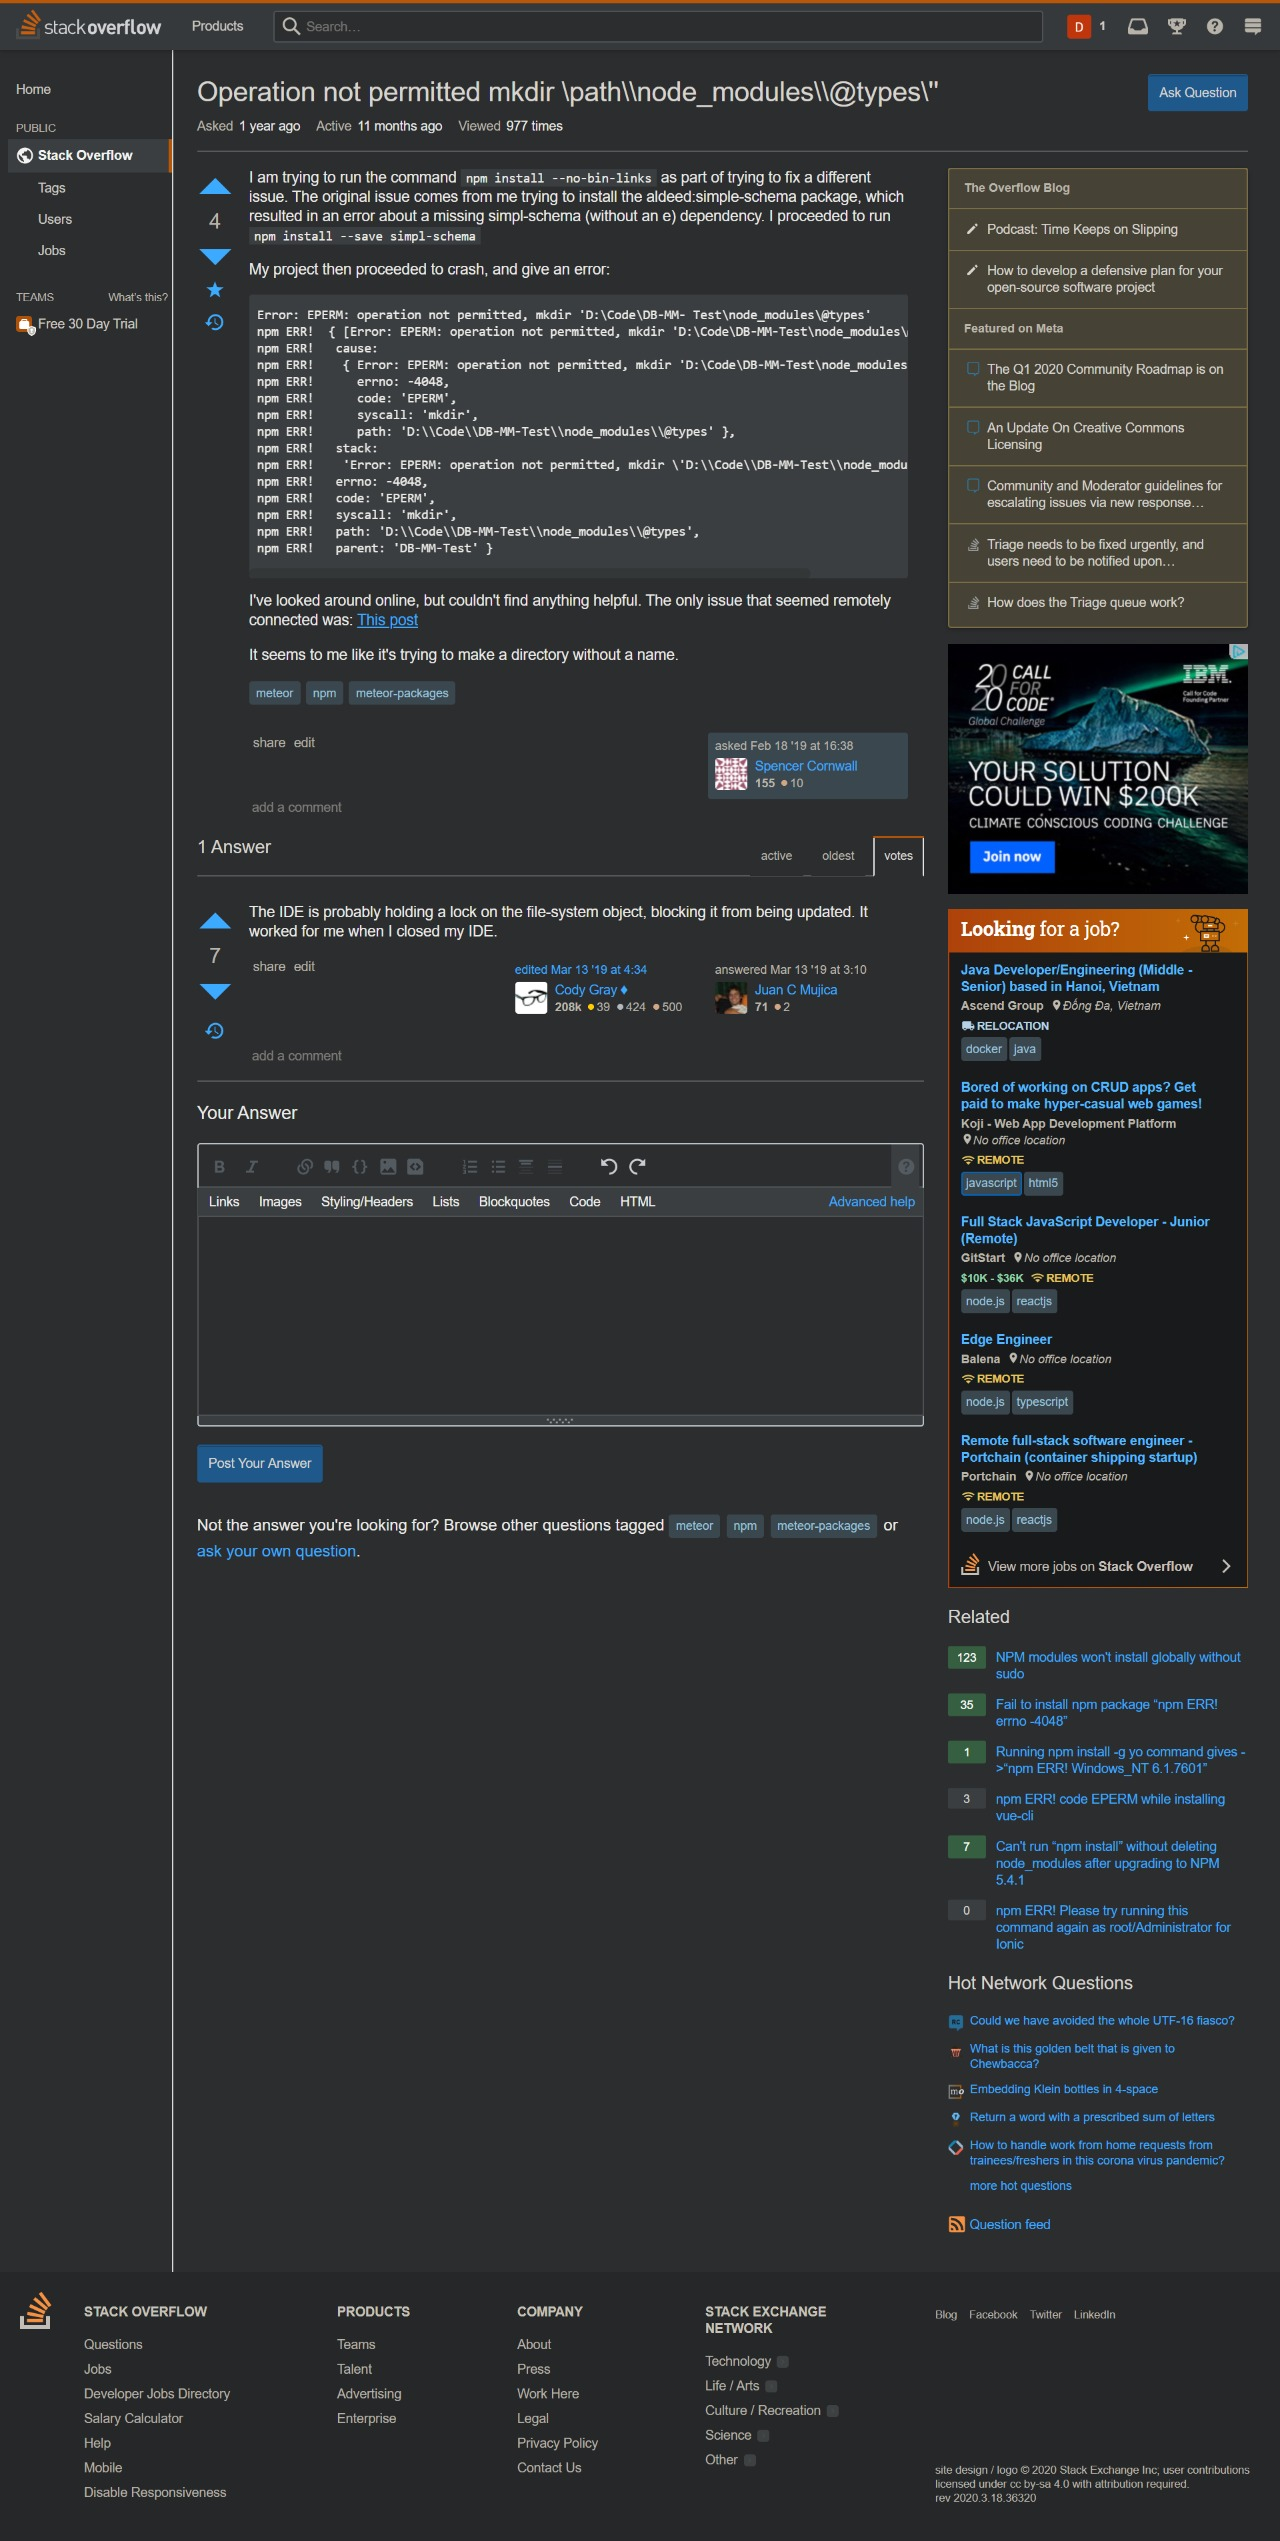 stackoverflow
Products
Search...
D 1
Home
PUBLIC
Stack Overflow
Tags
Users
Jobs
TEAMS What's this?
Free 30 Day Trial
Operation not permitted mkdir \path\\node_modules\\@types\"
Ask Question
Asked 1 year ago Active 11 months ago Viewed 977 times
4
I am trying to run the command npm install --no-bin-links as part of trying to fix a different
issue. The original issue comes from me trying to install the aldeed:simple-schema package, which
resulted in an error about a missing simpl-schema (without an e) dependency. I proceeded to run
npm install --save simpl-schema
My project then proceeded to crash, and give an error:
Error: EPERM: operation not permitted, mkdir 'D:\Code\DB-MM- Test\node_modules\@types'
npm ERR!  { [Error: EPERM: operation not permitted, mkdir 'D:\Code\DB-MM-Test\node_modules\
npm ERR!   cause:
npm ERR!    { Error: EPERM: operation not permitted, mkdir 'D:\Code\DB-MM-Test\node_modules
npm ERR!      errno: -4048,
npm ERR!      code: 'EPERM',
npm ERR!      syscall: 'mkdir',
npm ERR!      path: 'D:\\Code\\DB-MM-Test\\node_modules\\@types' },
npm ERR!   stack:
npm ERR!    'Error: EPERM: operation not permitted, mkdir \'D:\\Code\\DB-MM-Test\\node_modu
npm ERR!   errno: -4048,
npm ERR!   code: 'EPERM',
npm ERR!   syscall: 'mkdir',
npm ERR!   path: 'D:\\Code\\DB-MM-Test\\node_modules\\@types',
npm ERR!   parent: 'DB-MM-Test' }
I've looked around online, but couldn't find anything helpful. The only issue that seemed remotely
connected was: This post
It seems to me like it's trying to make a directory without a name.
meteor npm meteor-packages
share edit
asked Feb 18 '19 at 16:38
Spencer Cornwall
155 10
add a comment
1 Answer
active oldest votes
7
The IDE is probably holding a lock on the file-system object, blocking it from being updated. It
worked for me when I closed my IDE.
share edit
edited Mar 13 '19 at 4:34
Cody Gray ♦
208k 39 424 500
answered Mar 13 '19 at 3:10
Juan C Mujica
71 2
add a comment
Your Answer
B I {}
Links Images Styling/Headers Lists Blockquotes Code HTML Advanced help
Post Your Answer
Not the answer you're looking for? Browse other questions tagged meteor npm meteor-packages or
ask your own question.
The Overflow Blog
Podcast: Time Keeps on Slipping
How to develop a defensive plan for your
open-source software project
Featured on Meta
The Q1 2020 Community Roadmap is on
the Blog
An Update On Creative Commons
Licensing
Community and Moderator guidelines for
escalating issues via new response…
Triage needs to be fixed urgently, and
users need to be notified upon…
How does the Triage queue work?
2020 CALL FOR CODE
Global Challenge
IBM.
Call for Code
Founding Partner
YOUR SOLUTION
COULD WIN $200K
CLIMATE CONSCIOUS CODING CHALLENGE
Join now
Looking for a job?
Java Developer/Engineering (Middle -
Senior) based in Hanoi, Vietnam
Ascend Group Đống Đa, Vietnam
RELOCATION
docker java
Bored of working on CRUD apps? Get
paid to make hyper-casual web games!
Koji - Web App Development Platform
No office location
REMOTE
javascript html5
Full Stack JavaScript Developer - Junior
(Remote)
GitStart No office location
$10K - $36K REMOTE
node.js reactjs
Edge Engineer
Balena No office location
REMOTE
node.js typescript
Remote full-stack software engineer -
Portchain (container shipping startup)
Portchain No office location
REMOTE
node.js reactjs
View more jobs on Stack Overflow
Related
123 NPM modules won't install globally without
sudo
35 Fail to install npm package “npm ERR!
errno -4048”
1 Running npm install -g yo command gives -
>“npm ERR! Windows_NT 6.1.7601”
3 npm ERR! code EPERM while installing
vue-cli
7 Can't run “npm install” without deleting
node_modules after upgrading to NPM
5.4.1
0 npm ERR! Please try running this
command again as root/Administrator for
Ionic
Hot Network Questions
Could we have avoided the whole UTF-16 fiasco?
What is this golden belt that is given to
Chewbacca?
Embedding Klein bottles in 4-space
Return a word with a prescribed sum of letters
How to handle work from home requests from
trainees/freshers in this corona virus pandemic?
more hot questions
Question feed
STACK OVERFLOW
Questions
Jobs
Developer Jobs Directory
Salary Calculator
Help
Mobile
Disable Responsiveness
PRODUCTS
Teams
Talent
Advertising
Enterprise
COMPANY
About
Press
Work Here
Legal
Privacy Policy
Contact Us
STACK EXCHANGE
NETWORK
Technology
Life / Arts
Culture / Recreation
Science
Other
Blog Facebook Twitter LinkedIn
site design / logo © 2020 Stack Exchange Inc; user contributions
licensed under cc by-sa 4.0 with attribution required.
rev 2020.3.18.36320